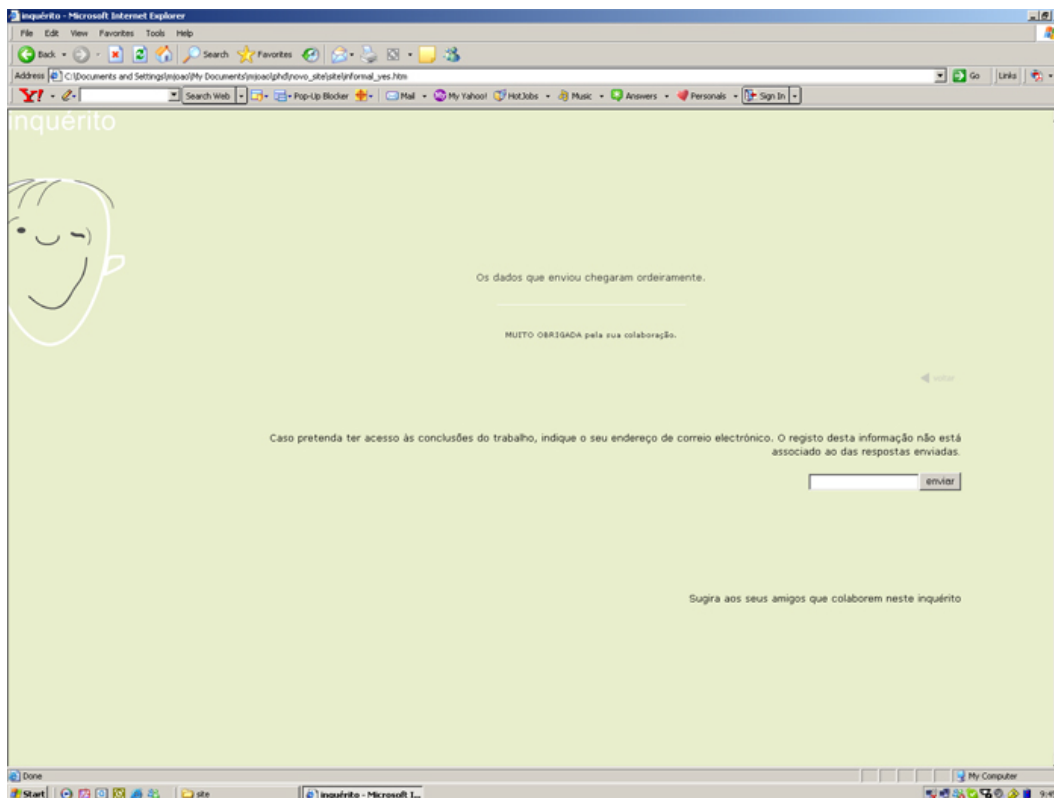 inquérito - Microsoft Internet Explorer
File Edit View Favorites Tools Help
Back Search Favorites
Address C:\Documents and Settings\mjoao\My Documents\mjoao\phd\novo_site\site\informal_yes.htm Go Links
Y! Search Web Pop-Up Blocker Mail My Yahoo! HotJobs Music Answers Personals Sign In
inquérito
Os dados que enviou chegaram ordeiramente.
MUITO OBRIGADA pela sua colaboração.
voltar
Caso pretenda ter acesso às conclusões do trabalho, indique o seu endereço de correio electrónico. O registo desta informação não está
associado ao das respostas enviadas.
enviar
Sugira aos seus amigos que colaborem neste inquérito
Done My Computer
Start site inquérito - Microsoft I...